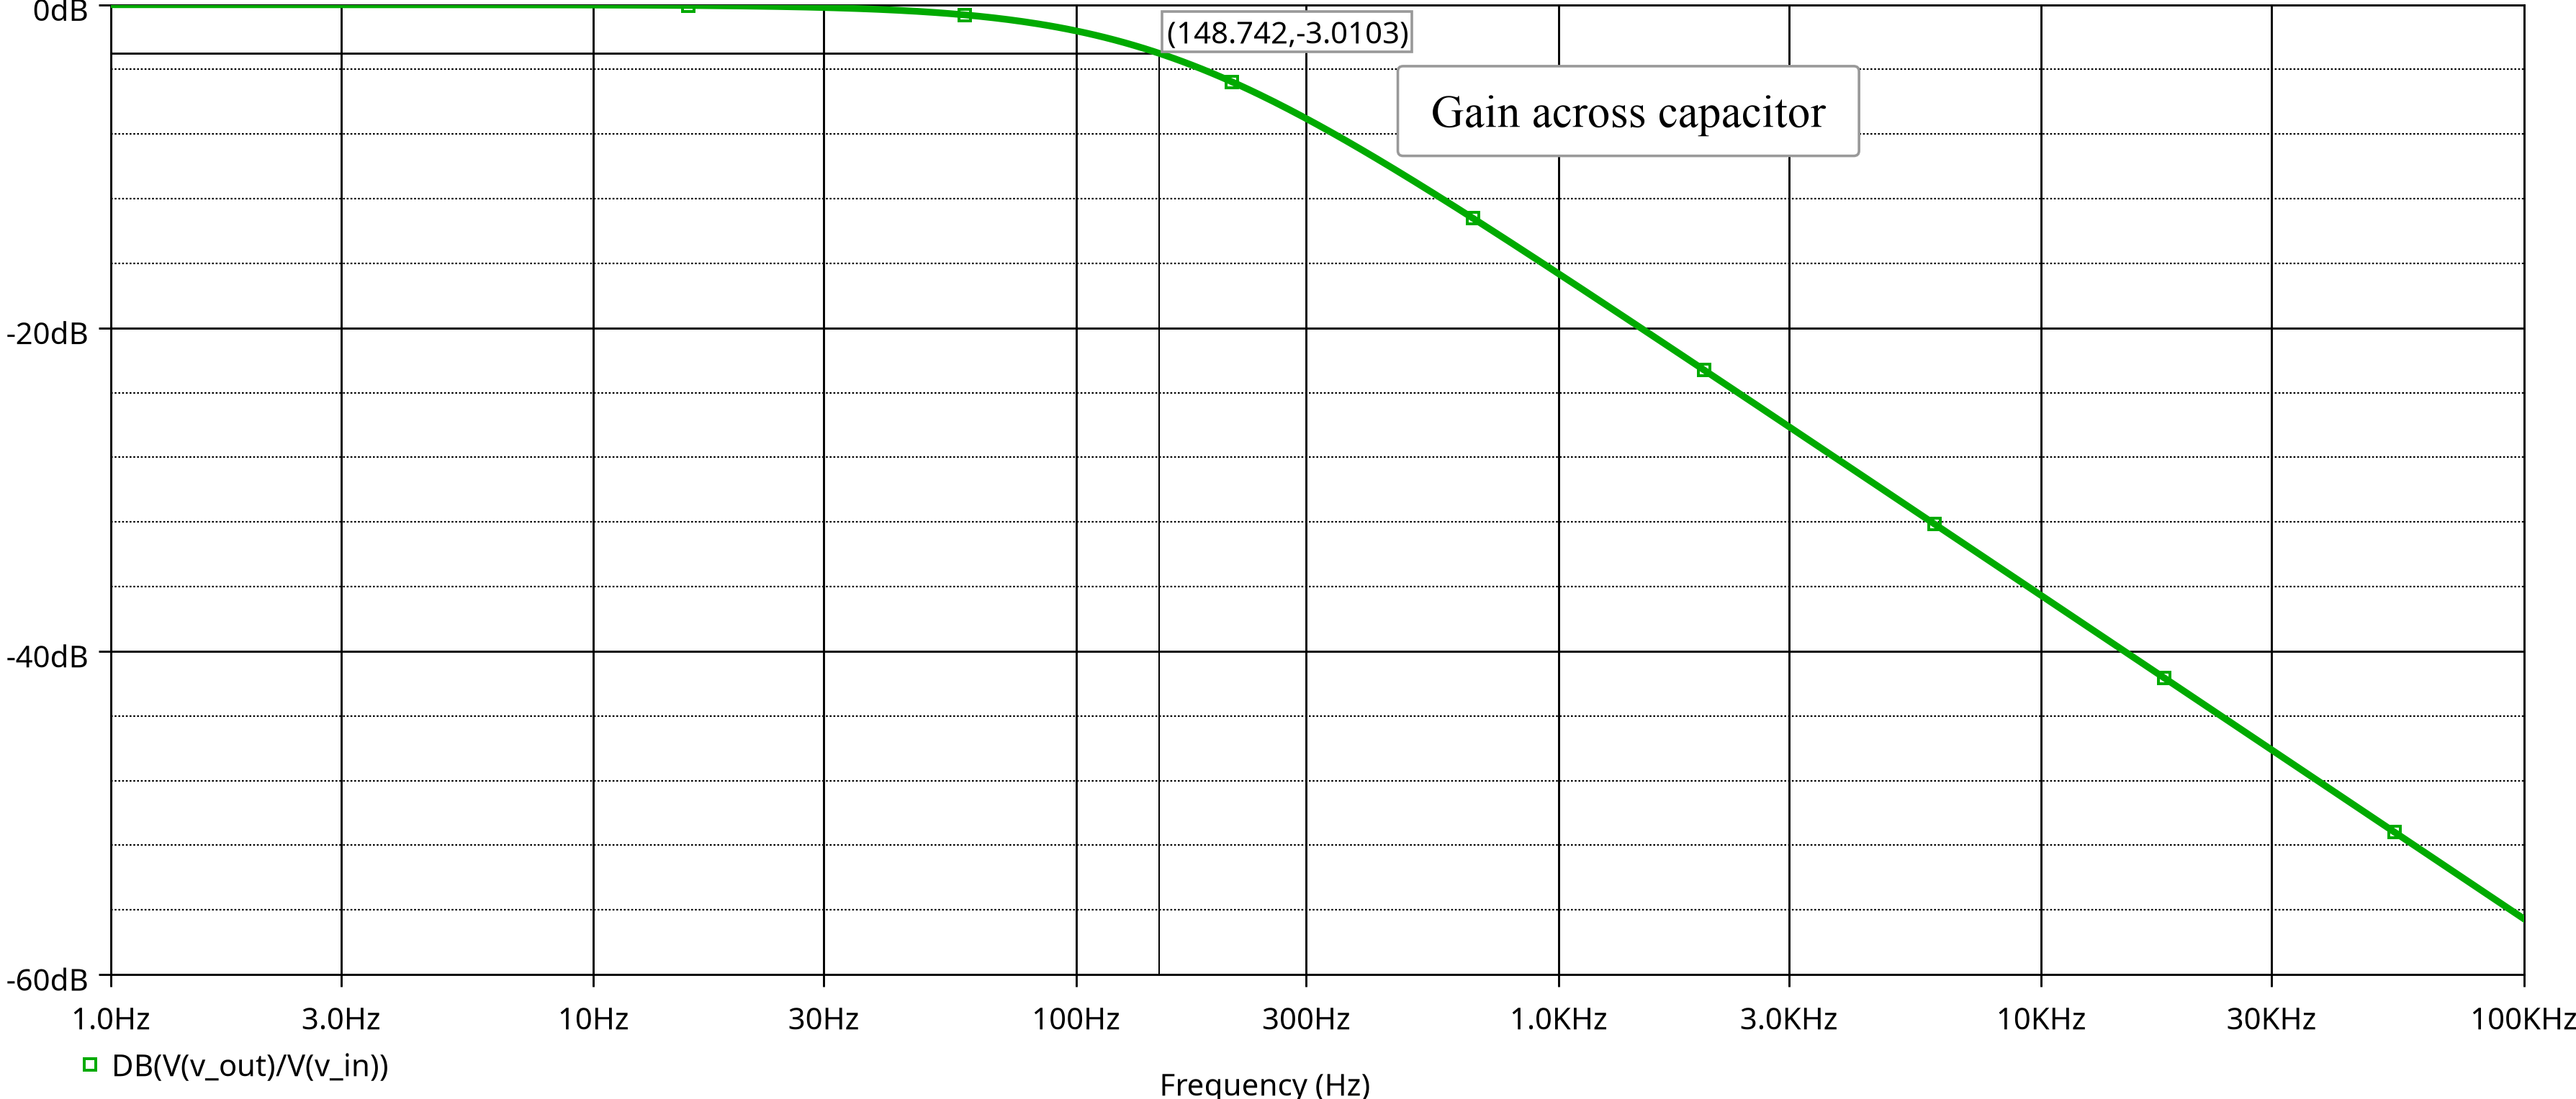 0dB
(148.742,-3.0103)
Gain across capacitor
-20dB
-40dB
-60dB
1.0Hz 3.0Hz 10Hz 30Hz 100Hz 300Hz 1.0KHz 3.0KHz 10KHz 30KHz 100KHz
DB(V(v_out)/V(v_in))
Frequency (Hz)